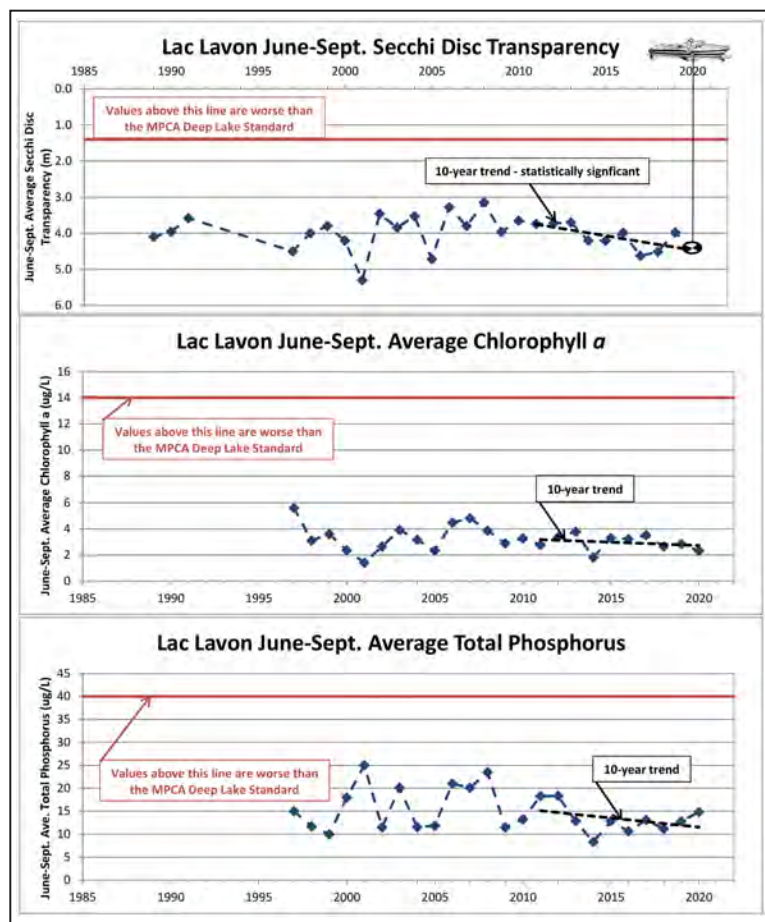 Lac Lavon June-Sept. Secchi Disc Transparency
1985 1990 1995 2000 2005 2010 2015 2020
0.0
1.0
2.0
3.0
4.0
5.0
6.0
June-Sept. Average Secchi Disc
Transparency (m)
Values above this line are worse than
the MPCA Deep Lake Standard
10-year trend - statistically signficant
Lac Lavon June-Sept. Average Chlorophyll a
16
14
12
10
8
6
4
2
0
June-Sept. Average Chlorophyll a (ug/L)
Values above this line are worse than
the MPCA Deep Lake Standard
10-year trend
1985 1990 1995 2000 2005 2010 2015 2020
Lac Lavon June-Sept. Average Total Phosphorus
45
40
35
30
25
20
15
10
5
0
June-Sept. Ave. Total Phosphorus (ug/L)
Values above this line are worse than
the MPCA Deep Lake Standard
10-year trend
1985 1990 1995 2000 2005 2010 2015 2020